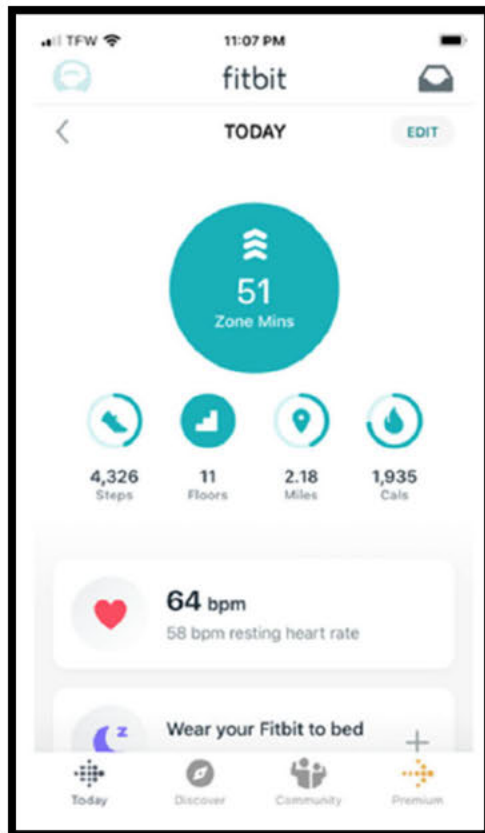 TFW 11:07 PM
fitbit
TODAY EDIT
51
Zone Mins
4,326 11 2.18 1,935
Steps Floors Miles Cals
64 bpm
58 bpm resting heart rate
z
Wear your Fitbit to bed
Today Discover Community Premium